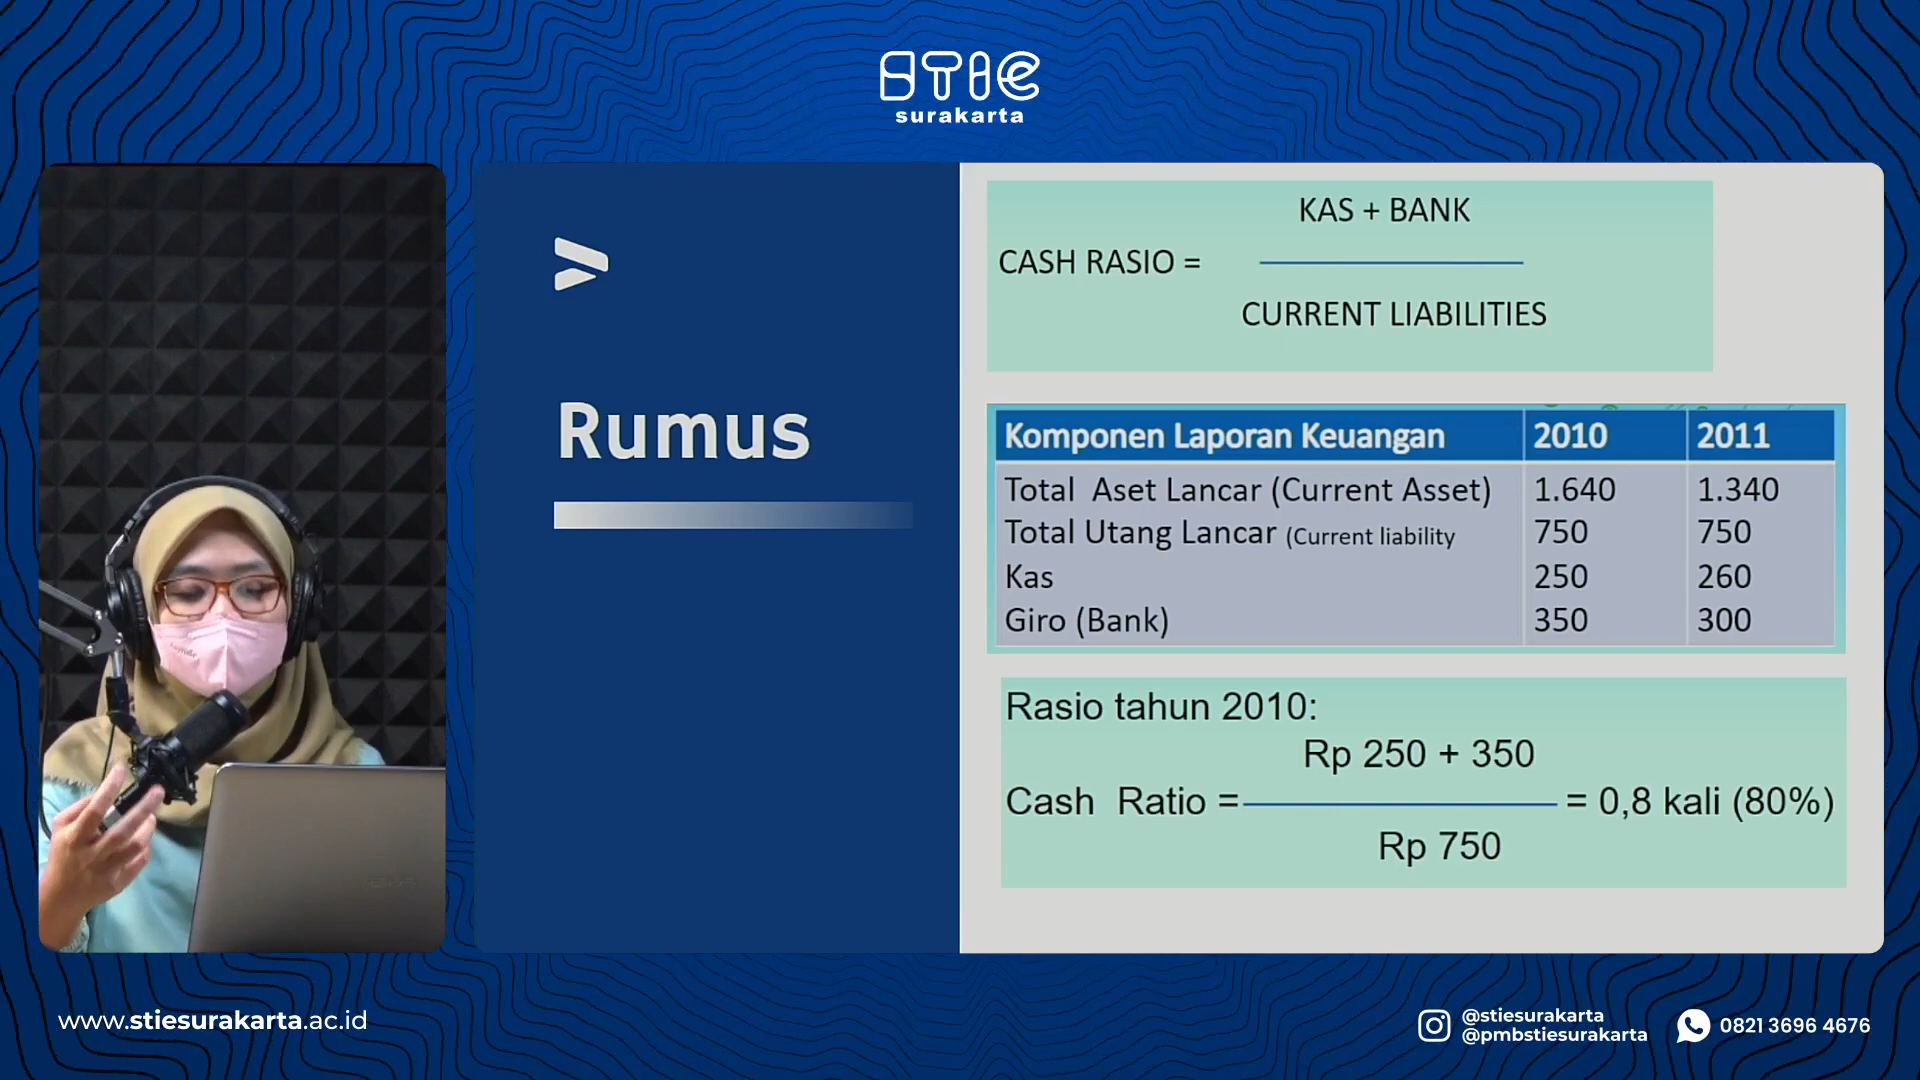 STIE
surakarta
Rumus
KAS + BANK
CASH RASIO =
CURRENT LIABILITIES
Komponen Laporan Keuangan 2010 2011
Total Aset Lancar (Current Asset) 1.640 1.340
Total Utang Lancar (Current liability 750 750
Kas 250 260
Giro (Bank) 350 300
Rasio tahun 2010:
Rp 250 + 350
Cash Ratio = = 0,8 kali (80%)
Rp 750
www.stiesurakarta.ac.id
@stiesurakarta
@pmbstiesurakarta
0821 3696 4676